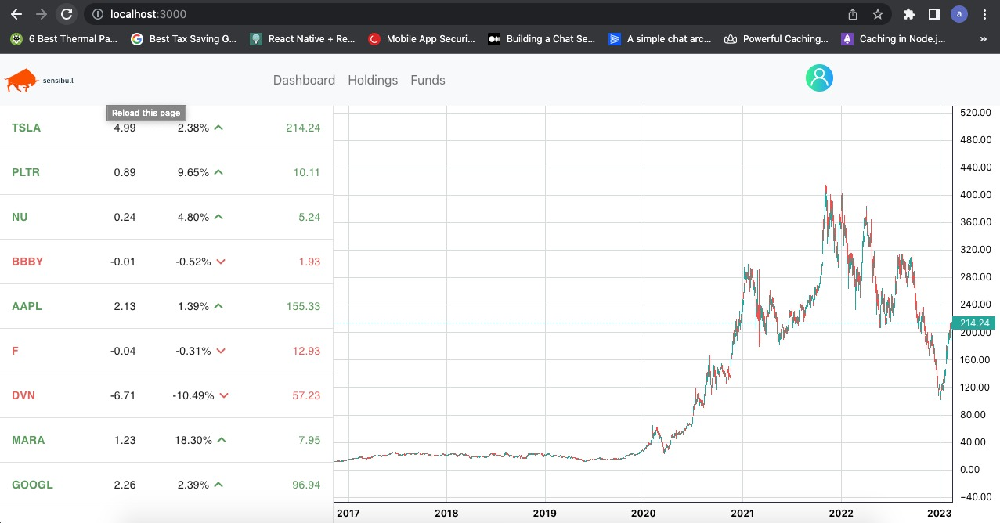 localhost:3000
6 Best Thermal Pa... Best Tax Saving G... React Native + Re... Mobile App Securi... Building a Chat Se... A simple chat arc... Powerful Caching... Caching in Node.j... »
sensibull Dashboard Holdings Funds
a
Reload this page
TSLA 4.99 2.38% 214.24
PLTR 0.89 9.65% 10.11
NU 0.24 4.80% 5.24
BBBY -0.01 -0.52% 1.93
AAPL 2.13 1.39% 155.33
F -0.04 -0.31% 12.93
DVN -6.71 -10.49% 57.23
MARA 1.23 18.30% 7.95
GOOGL 2.26 2.39% 96.94
520.00
480.00
440.00
400.00
360.00
320.00
280.00
240.00
214.24
200.00
160.00
120.00
80.00
40.00
0.00
−40.00
2017 2018 2019 2020 2021 2022 2023